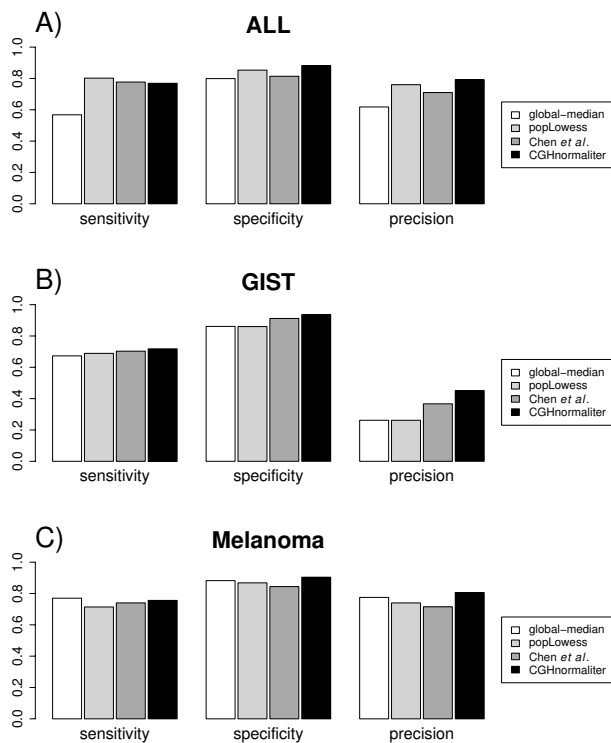 A)
ALL
1.0
0.8
0.6
0.4
0.2
0.0
sensitivity
specificity
precision
global−median
popLowess
Chen et al.
CGHnormaliter
B)
GIST
1.0
0.8
0.6
0.4
0.2
0.0
sensitivity
specificity
precision
global−median
popLowess
Chen et al.
CGHnormaliter
C)
Melanoma
1.0
0.8
0.6
0.4
0.2
0.0
sensitivity
specificity
precision
global−median
popLowess
Chen et al.
CGHnormaliter